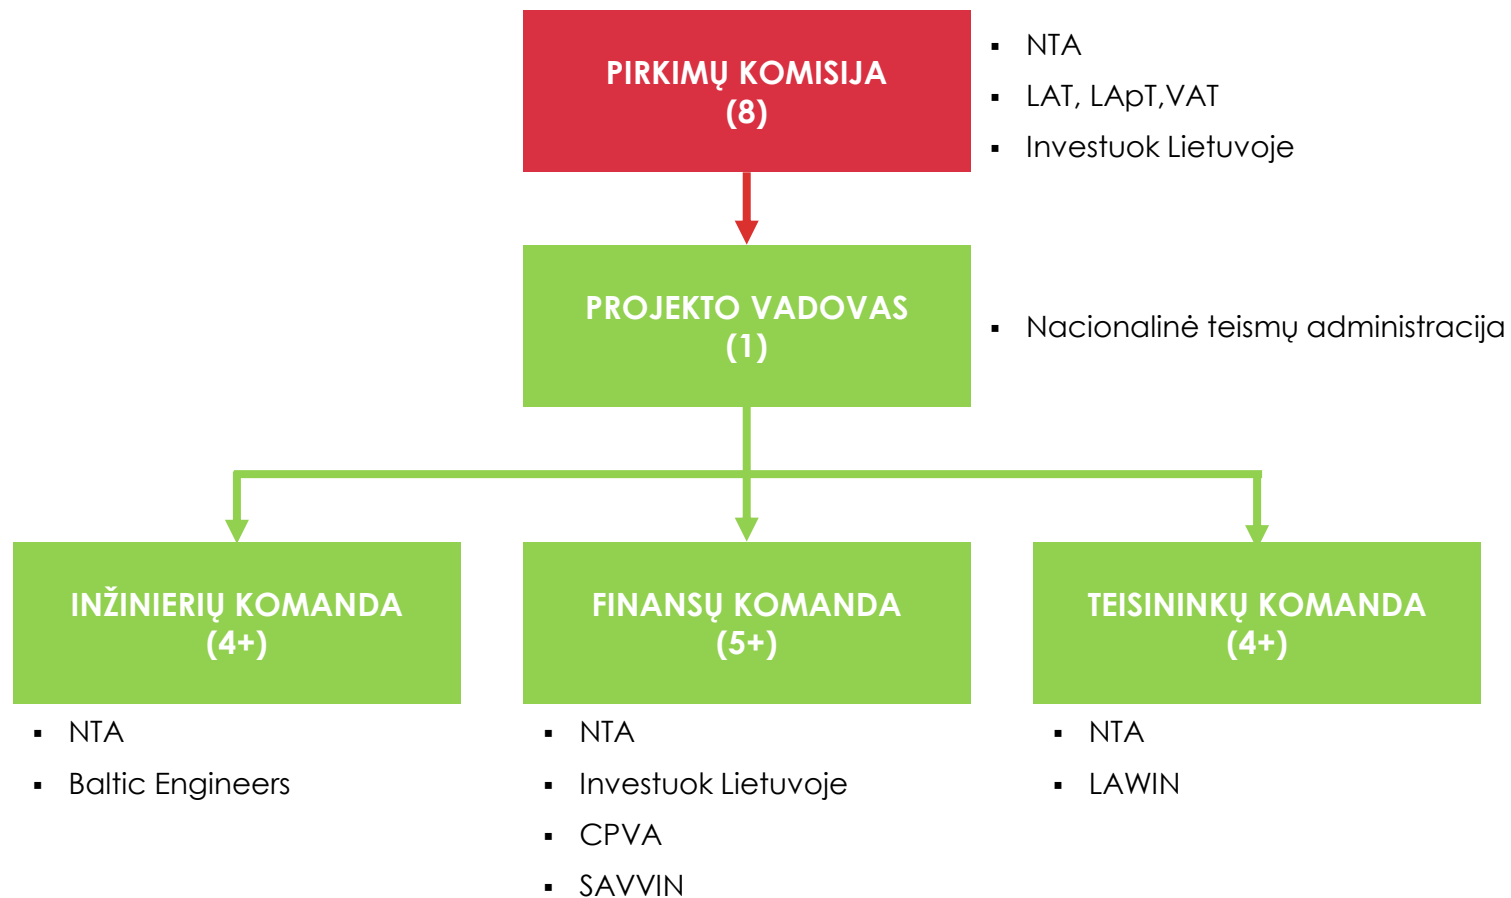 PIRKIMŲ KOMISIJA
(8)
▪ NTA
▪ LAT, LApT,VAT
▪ Investuok Lietuvoje
PROJEKTO VADOVAS
(1)
▪ Nacionalinė teismų administracija
INŽINIERIŲ KOMANDA
(4+)
▪ NTA
▪ Baltic Engineers
FINANSŲ KOMANDA
(5+)
▪ NTA
▪ Investuok Lietuvoje
▪ CPVA
▪ SAVVIN
TEISININKŲ KOMANDA
(4+)
▪ NTA
▪ LAWIN